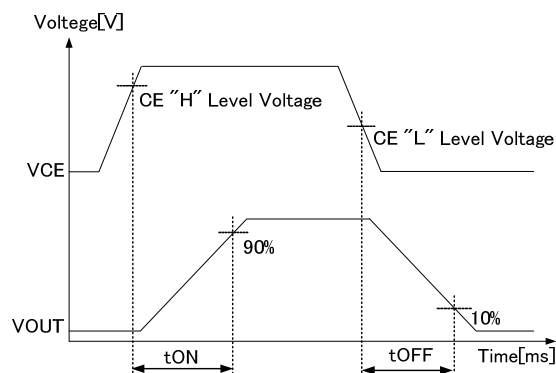 Voltege[V]
CE "H" Level Voltage
CE "L" Level Voltage
VCE
90%
10%
VOUT
tON
tOFF
Time[ms]